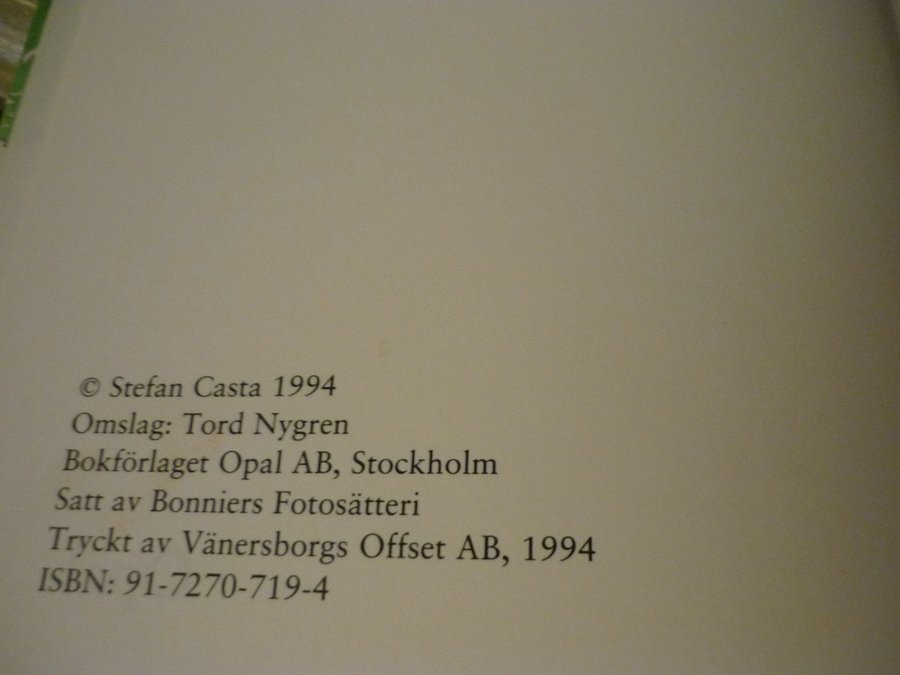 © Stefan Casta 1994
Omslag: Tord Nygren
Bokförlaget Opal AB, Stockholm
Satt av Bonniers Fotosätteri
Tryckt av Vänersborgs Offset AB, 1994
ISBN: 91-7270-719-4